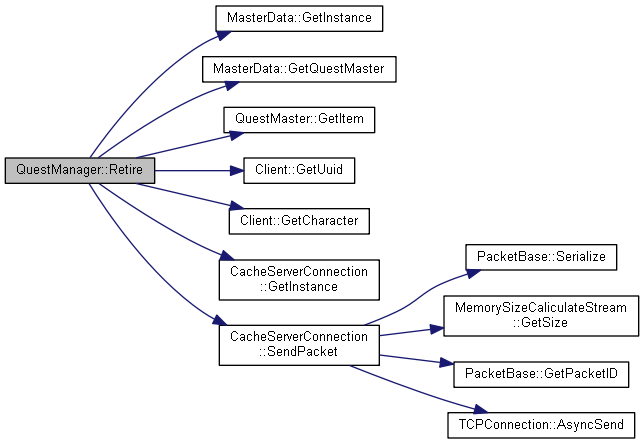 MasterData::GetInstance
MasterData::GetQuestMaster
QuestMaster::GetItem
QuestManager::Retire
Client::GetUuid
Client::GetCharacter
CacheServerConnection
::GetInstance
CacheServerConnection
::SendPacket
PacketBase::Serialize
MemorySizeCaliculateStream
::GetSize
PacketBase::GetPacketID
TCPConnection::AsyncSend